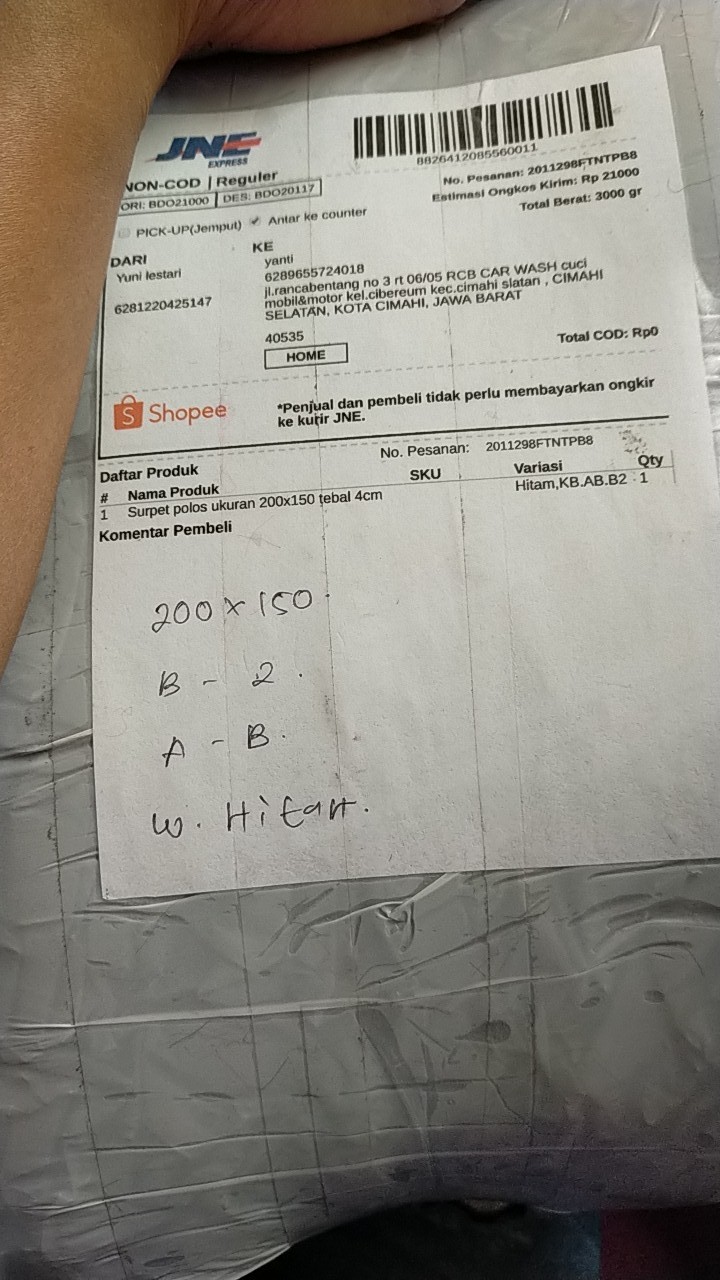 JNE
EXPRESS
8826412085560011
NON-COD | Reguler
ORI: BDO21000 DES: BDO20117
No. Pesanan: 2011298FTNTPB8
Estimasi Ongkos Kirim: Rp 21000
Total Berat: 3000 gr
PICK-UP(Jemput) ✔ Antar ke counter
DARI
Yuni lestari
6281220425147
KE
yanti
6289655724018
jl.rancabentang no 3 rt 06/05 RCB CAR WASH cuci
mobil&motor kel.cibereum kec.cimahi slatan , CIMAHI
SELATAN, KOTA CIMAHI, JAWA BARAT
40535
HOME
Total COD: Rp0
Shopee
*Penjual dan pembeli tidak perlu membayarkan ongkir
ke kurir JNE.
Daftar Produk
No. Pesanan: 2011298FTNTPB8
# Nama Produk SKU Variasi Qty
1 Surpet polos ukuran 200x150 tebal 4cm Hitam,KB.AB.B2 1
Komentar Pembeli
200 x 150
B - 2.
A - B.
W. Hitam.